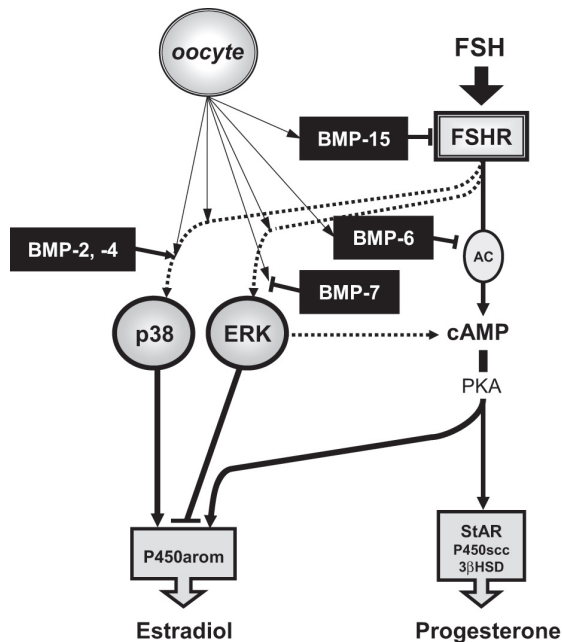 oocyte
FSH
BMP-15
FSHR
BMP-2, -4
BMP-6
AC
BMP-7
p38
ERK
cAMP
PKA
P450arom
StAR
P450scc
3βHSD
Estradiol
Progesterone